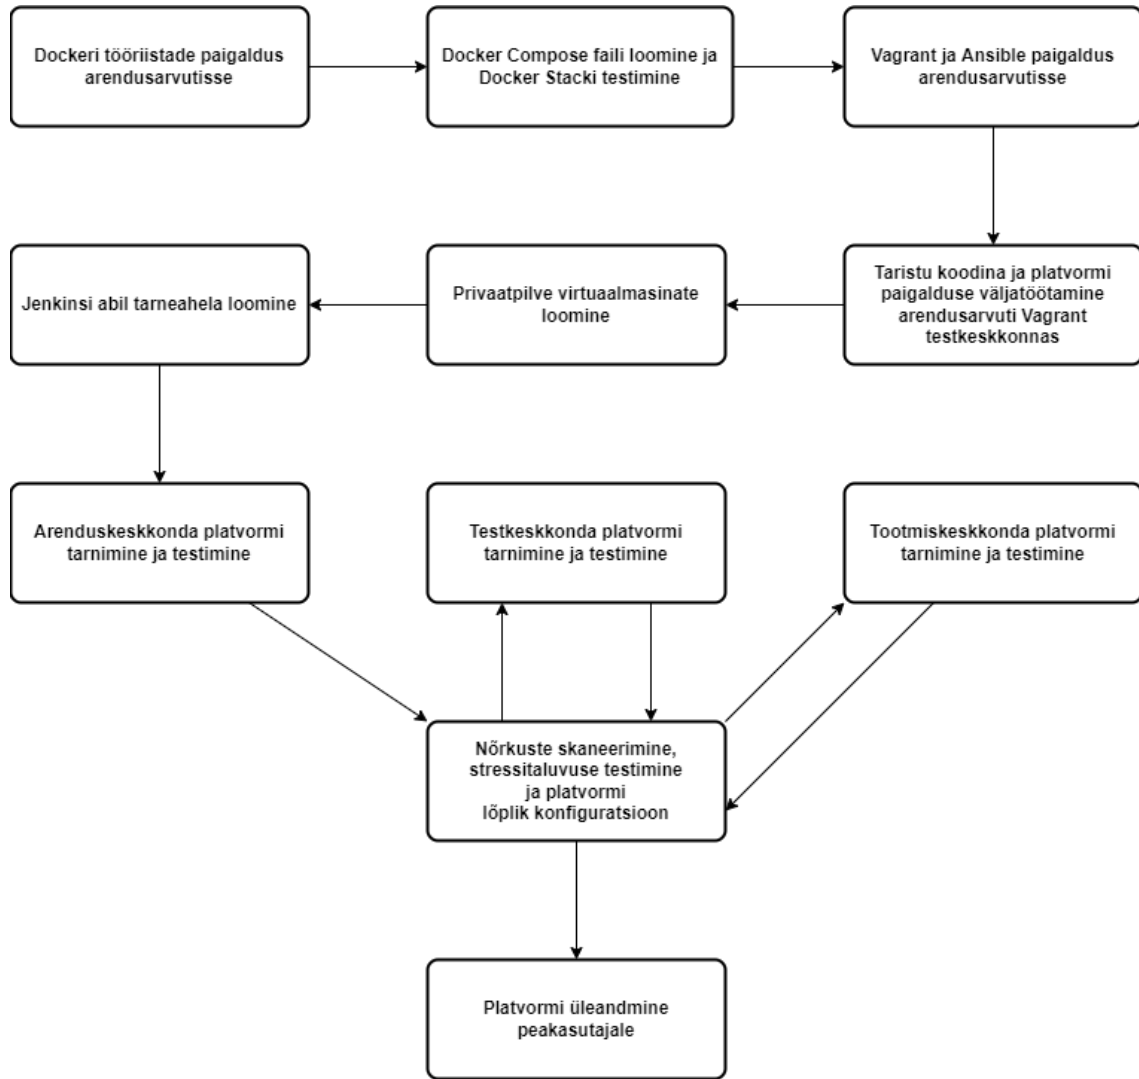 Dockeri tööriistade paigaldus
arendusarvutisse
Docker Compose faili loomine ja
Docker Stacki testimine
Vagrant ja Ansible paigaldus
arendusarvutisse
Taristu koodina ja platvormi
paigalduse väljatöötamine
arendusarvuti Vagrant
testkeskkonnas
Privaatpilve virtuaalmasinate
loomine
Jenkinsi abil tarneahela loomine
Arenduskeskkonda platvormi
tarnimine ja testimine
Testkeskkonda platvormi
tarnimine ja testimine
Tootmiskeskkonda platvormi
tarnimine ja testimine
Nõrkuste skaneerimine,
stressitaluvuse testimine
ja platvormi
lõplik konfiguratsioon
Platvormi üleandmine
peakasutajale